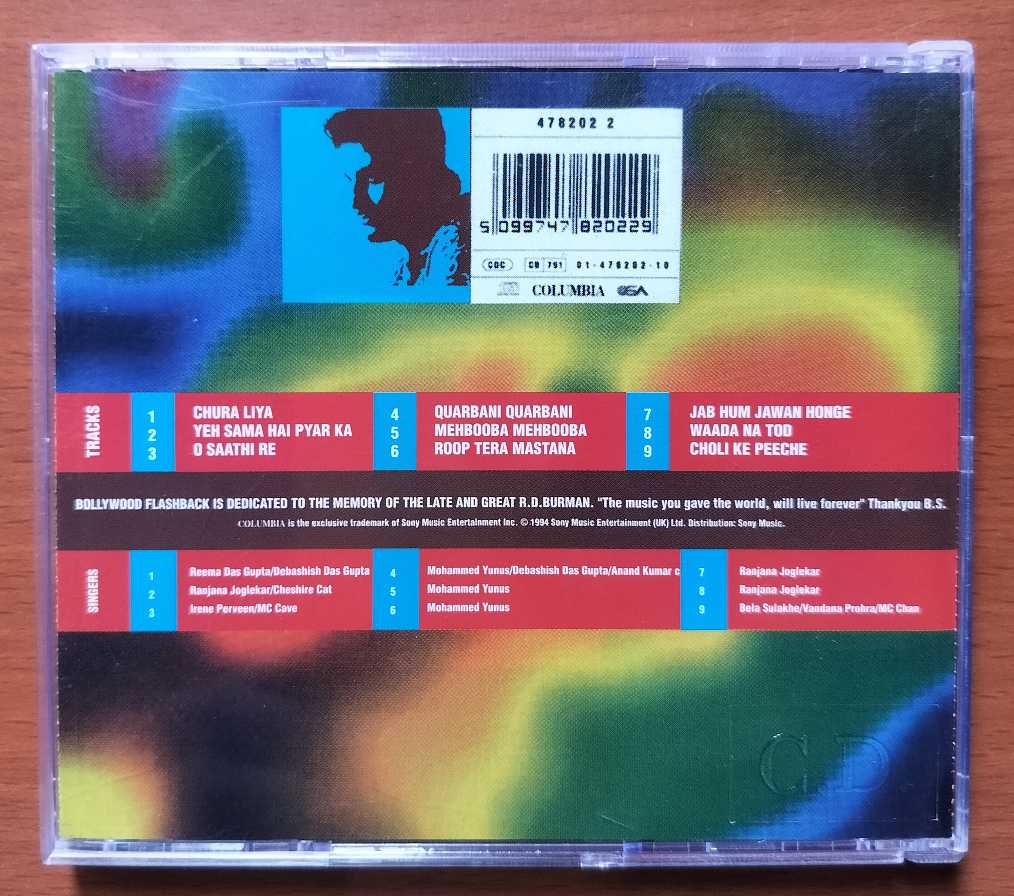 478202 2
5 099747 820229
CDC CB 791 01-478202-10
COLUMBIA
TRACKS
1 CHURA LIYA
2 YEH SAMA HAI PYAR KA
3 O SAATHI RE
4 QUARBANI QUARBANI
5 MEHBOOBA MEHBOOBA
6 ROOP TERA MASTANA
7 JAB HUM JAWAN HONGE
8 WAADA NA TOD
9 CHOLI KE PEECHE
BOLLYWOOD FLASHBACK IS DEDICATED TO THE MEMORY OF THE LATE AND GREAT R.D.BURMAN. "The music you gave the world, will live forever" Thankyou B.S.
COLUMBIA is the exclusive trademark of Sony Music Entertainment Inc. © 1994 Sony Music Entertainment (UK) Ltd. Distribution: Sony Music.
SINGERS
1 Reema Das Gupta/Debashish Das Gupta
2 Ranjana Joglekar/Cheshire Cat
3 Irene Perveen/MC Cave
4 Mohammed Yunus/Debashish Das Gupta/Anand Kumar c
5 Mohammed Yunus
6 Mohammed Yunus
7 Ranjana Joglekar
8 Ranjana Joglekar
9 Bela Sulakhe/Vandana Prohra/MC Chan
CD